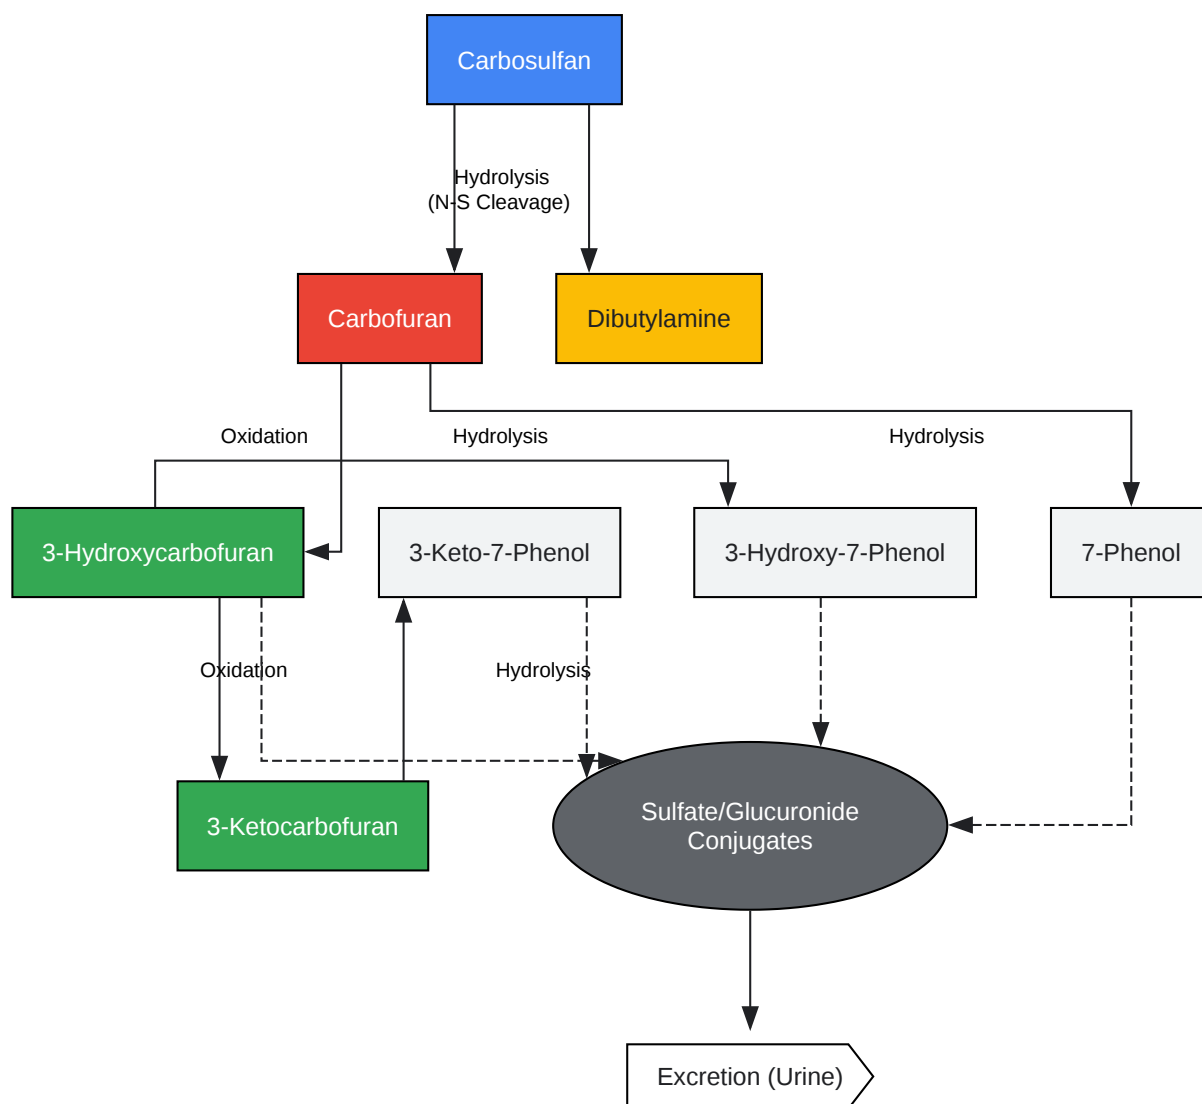 Carbosulfan
Hydrolysis
(N-S Cleavage)
Carbofuran
Dibutylamine
Oxidation
Hydrolysis
Hydrolysis
3-Hydroxycarbofuran
3-Keto-7-Phenol
3-Hydroxy-7-Phenol
7-Phenol
Oxidation
Hydrolysis
3-Ketocarbofuran
Sulfate/Glucuronide
Conjugates
Excretion (Urine)